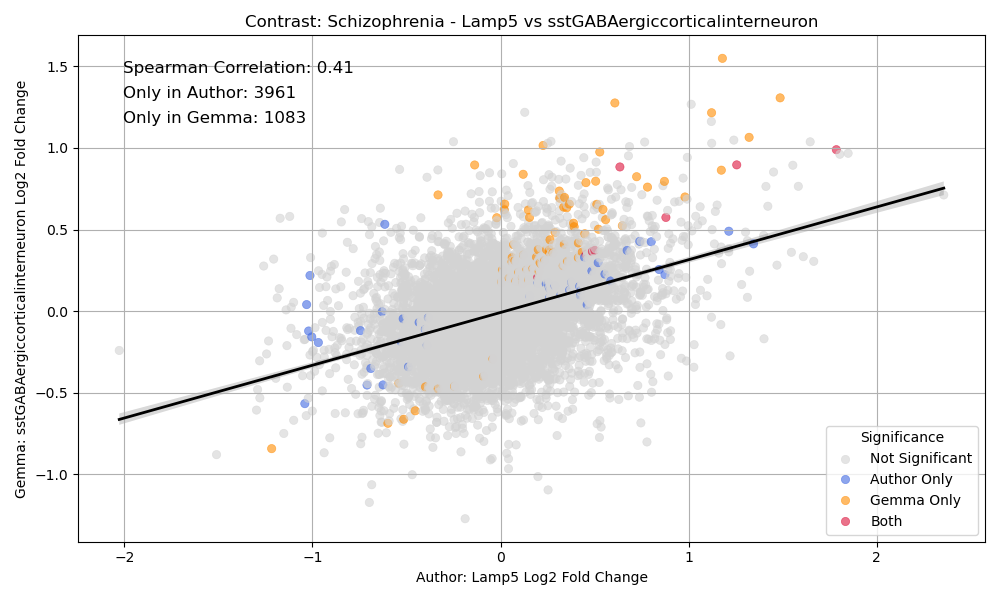 Contrast: Schizophrenia - Lamp5 vs sstGABAergiccorticalinterneuron
Spearman Correlation: 0.41
Only in Author: 3961
Only in Gemma: 1083
1.5
1.0
0.5
0.0
−0.5
−1.0
Gemma: sstGABAergiccorticalinterneuron Log2 Fold Change
Significance
Not Significant
Author Only
Gemma Only
Both
−2
−1
0
1
2
Author: Lamp5 Log2 Fold Change